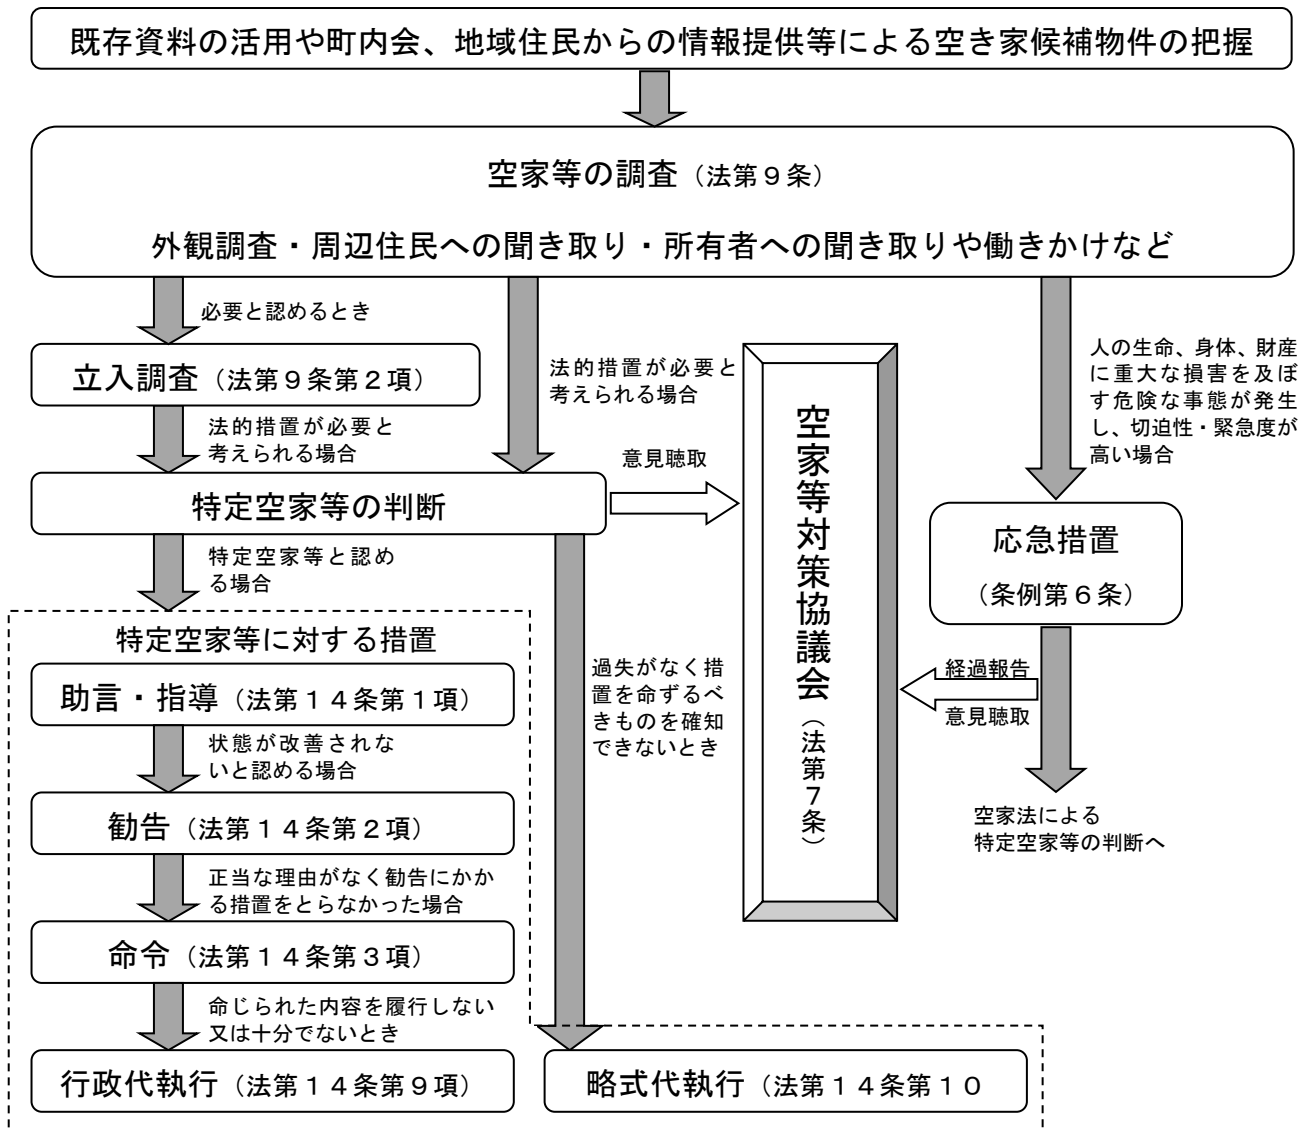 既存資料の活用や町内会、地域住民からの情報提供等による空き家候補物件の把握
空家等の調査（法第９条）
外観調査・周辺住民への聞き取り・所有者への聞き取りや働きかけなど
必要と認めるとき
立入調査（法第９条第２項）
法的措置が必要と
考えられる場合
法的措置が必要と
考えられる場合
人の生命、身体、財産
に重大な損害を及ぼ
す危険な事態が発生
し、切迫性・緊急度が
高い場合
特定空家等の判断
意見聴取
空家等対策協議会（法第７条）
応急措置
（条例第６条）
特定空家等と認め
る場合
特定空家等に対する措置
助言・指導（法第１４条第１項）
過失がなく措
置を命ずるべ
きものを確知
できないとき
経過報告
意見聴取
状態が改善されな
いと認める場合
勧告（法第１４条第２項）
空家法による
特定空家等の判断へ
正当な理由がなく勧告にかか
る措置をとらなかった場合
命令（法第１４条第３項）
命じられた内容を履行しない
又は十分でないとき
行政代執行（法第１４条第９項）
略式代執行（法第１４条第１０